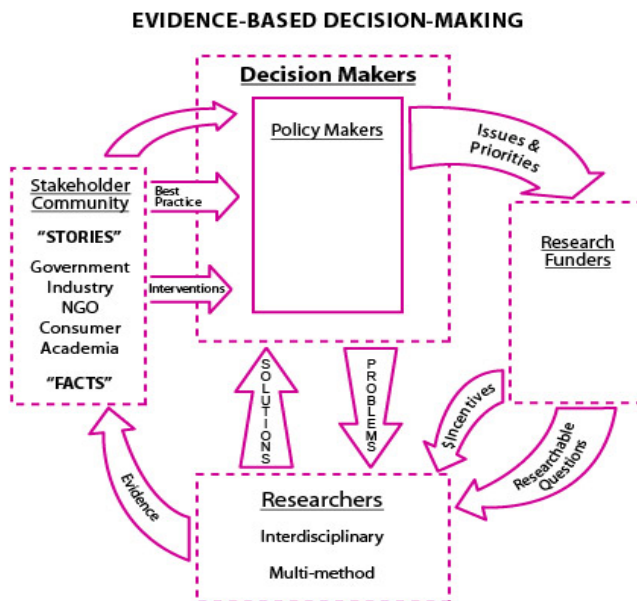 EVIDENCE-BASED DECISION-MAKING
Decision Makers
Policy Makers
Issues &
Priorities
Stakeholder
Community
"STORIES"
Government
Industry
NGO
Consumer
Academia
"FACTS"
Best
Practice
Interventions
Research
Funders
SOLUTIONS
PROBLEMS
$Incentives
Researchable
Questions
Evidence
Researchers
Interdisciplinary
Multi-method